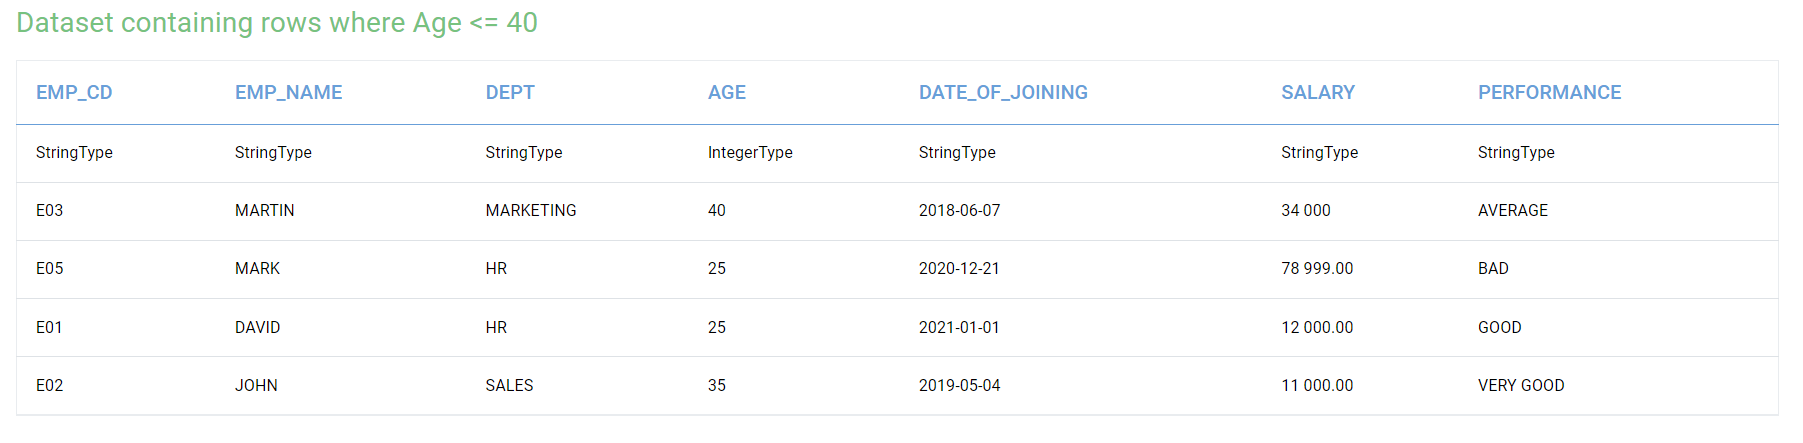 Dataset containing rows where Age <= 40
EMP_CD EMP_NAME DEPT AGE DATE_OF_JOINING SALARY PERFORMANCE
StringType StringType StringType IntegerType StringType StringType StringType
E03 MARTIN MARKETING 40 2018-06-07 34 000 AVERAGE
E05 MARK HR 25 2020-12-21 78 999.00 BAD
E01 DAVID HR 25 2021-01-01 12 000.00 GOOD
E02 JOHN SALES 35 2019-05-04 11 000.00 VERY GOOD